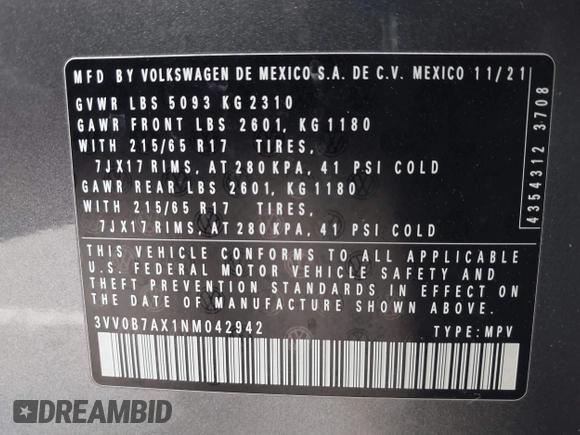 MFD BY VOLKSWAGEN DE MEXICO S.A. DE C.V. MEXICO 11/21
GVWR LBS 5093 KG 2310
GAWR FRONT LBS 2601, KG 1180
WITH 215/65 R17 TIRES,
7JX17 RIMS, AT 280 KPA, 41 PSI COLD
GAWR REAR LBS 2601, KG 1180
WITH 215/65 R17 TIRES,
7JX17 RIMS, AT 280 KPA, 41 PSI COLD
THIS VEHICLE CONFORMS TO ALL APPLICABLE
U.S. FEDERAL MOTOR VEHICLE SAFETY AND
THEFT PREVENTION STANDARDS IN EFFECT ON
THE DATE OF MANUFACTURE SHOWN ABOVE.
3VV0B7AX1NM042942 TYPE: MPV
4354312 3708
DREAMBID